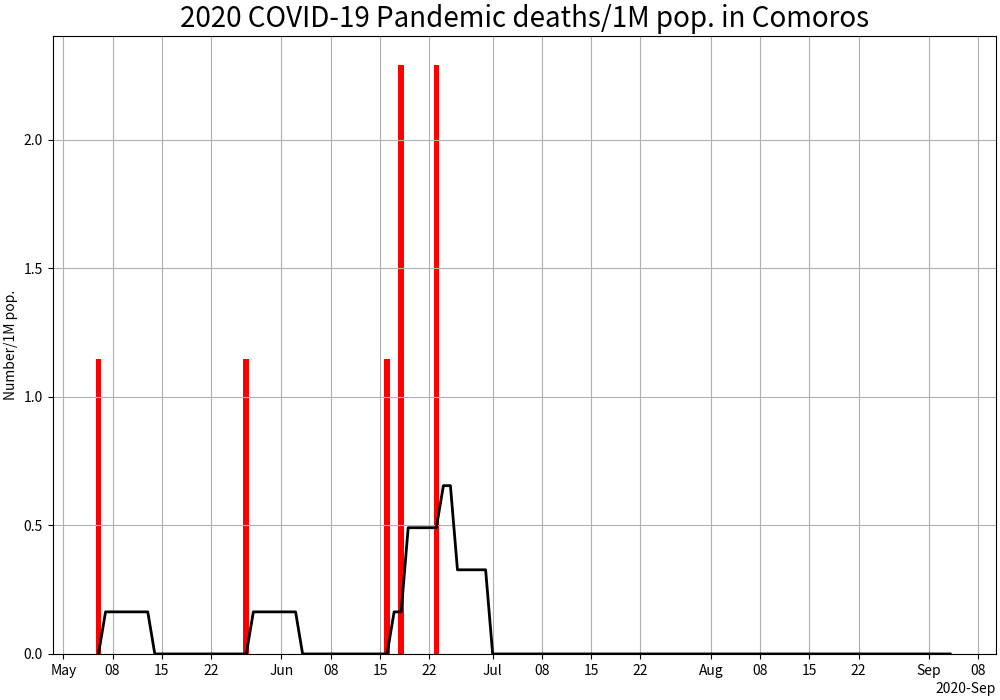 2020 COVID-19 Pandemic deaths/1M pop. in Comoros
Number/1M pop.
2.0
1.5
1.0
0.5
0.0
May 08 15 22 Jun 08 15 22 Jul 08 15 22 Aug 08 15 22 Sep 08
2020-Sep